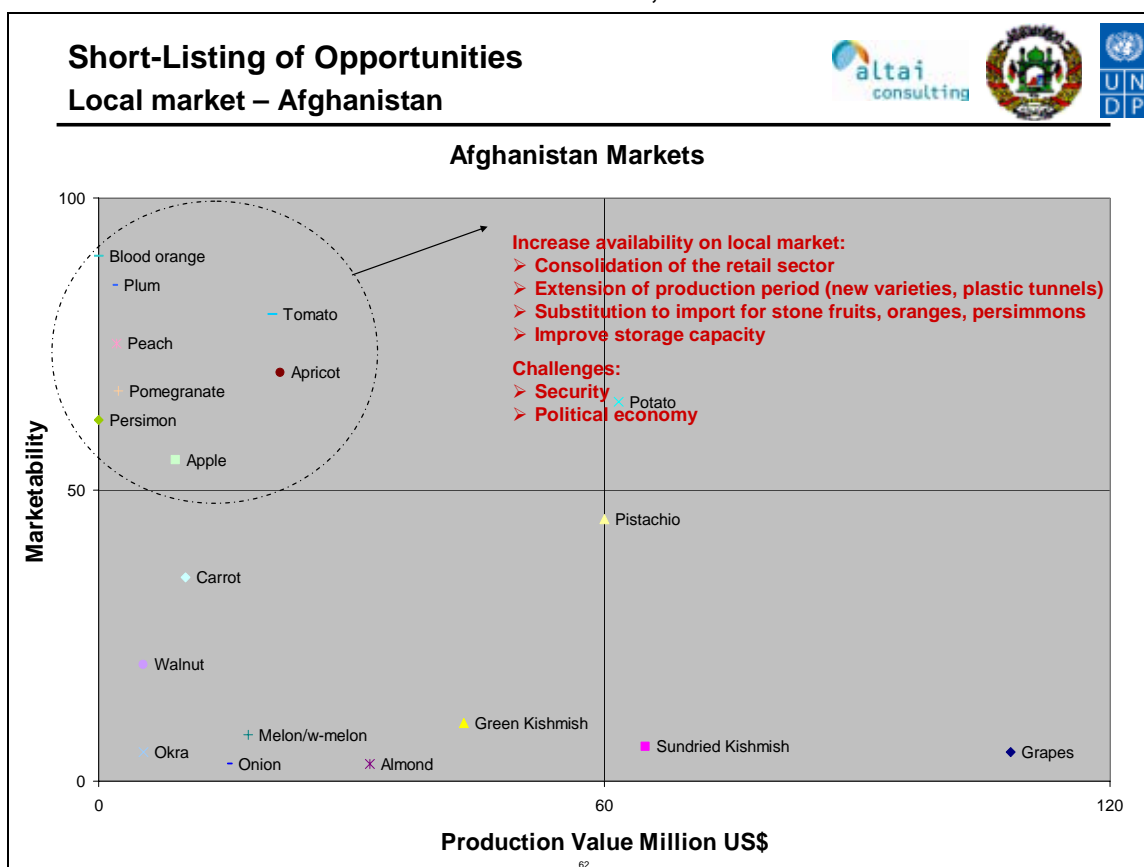 Short-Listing of Opportunities
Local market – Afghanistan
altai
consulting
U N
D P
Afghanistan Markets
100
50
0
Marketability
Blood orange
Plum
Tomato
Peach
Apricot
Pomegranate
Persimon
Apple
Increase availability on local market:
➢ Consolidation of the retail sector
➢ Extension of production period (new varieties, plastic tunnels)
➢ Substitution to import for stone fruits, oranges, persimmons
➢ Improve storage capacity
Challenges:
➢ Security
➢ Political economy
Potato
Pistachio
Carrot
Walnut
Green Kishmish
Melon/w-melon
Okra
Onion
Almond
Sundried Kishmish
Grapes
0
60
120
Production Value Million US$
62